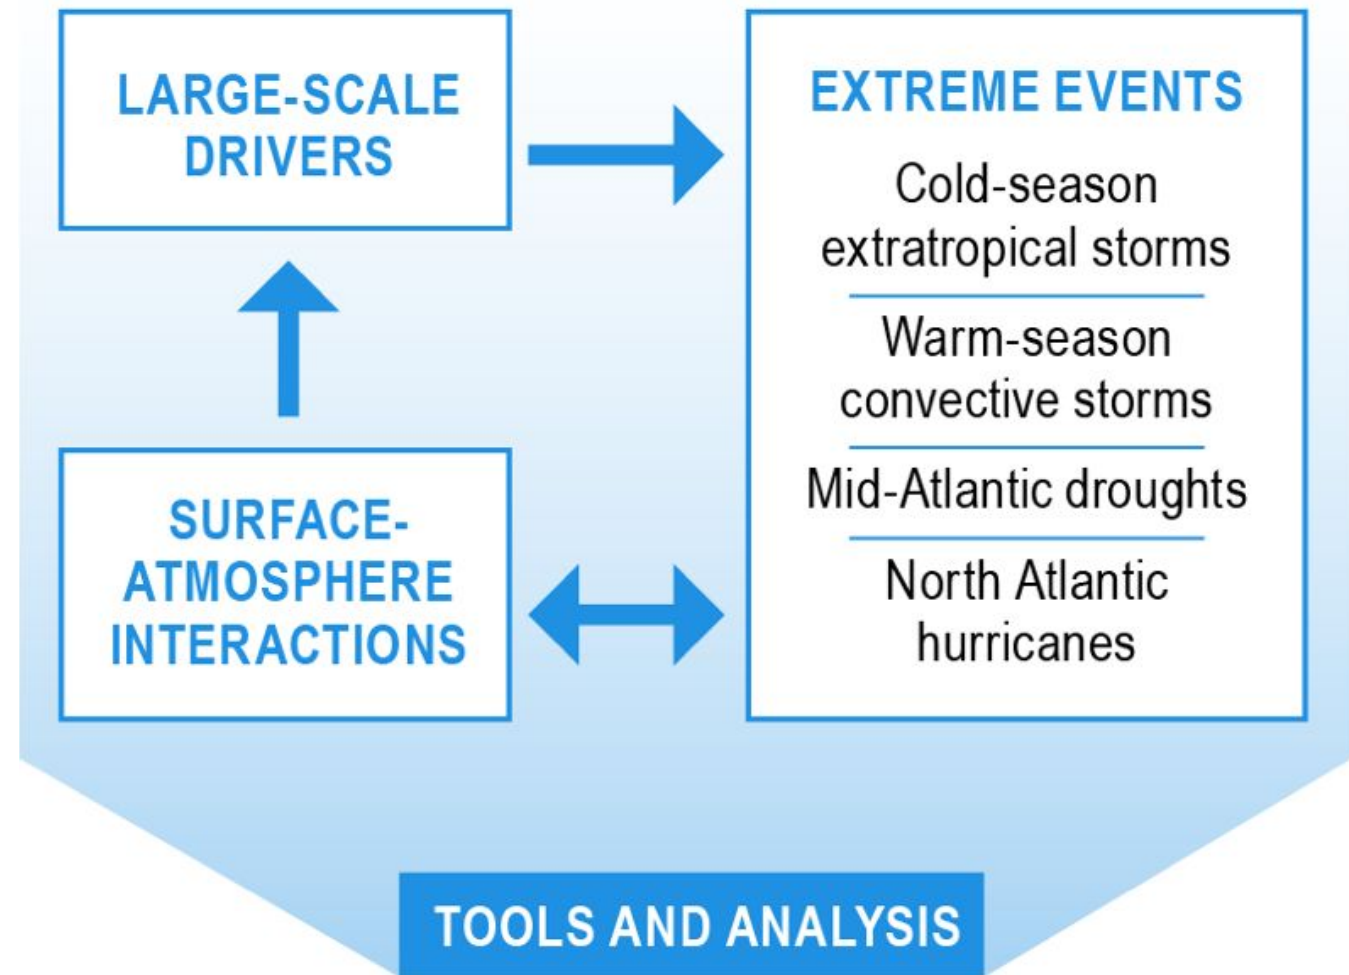 LARGE-SCALE
DRIVERS
SURFACE-
ATMOSPHERE
INTERACTIONS
EXTREME EVENTS
Cold-season
extratropical storms
Warm-season
convective storms
Mid-Atlantic droughts
North Atlantic
hurricanes
TOOLS AND ANALYSIS